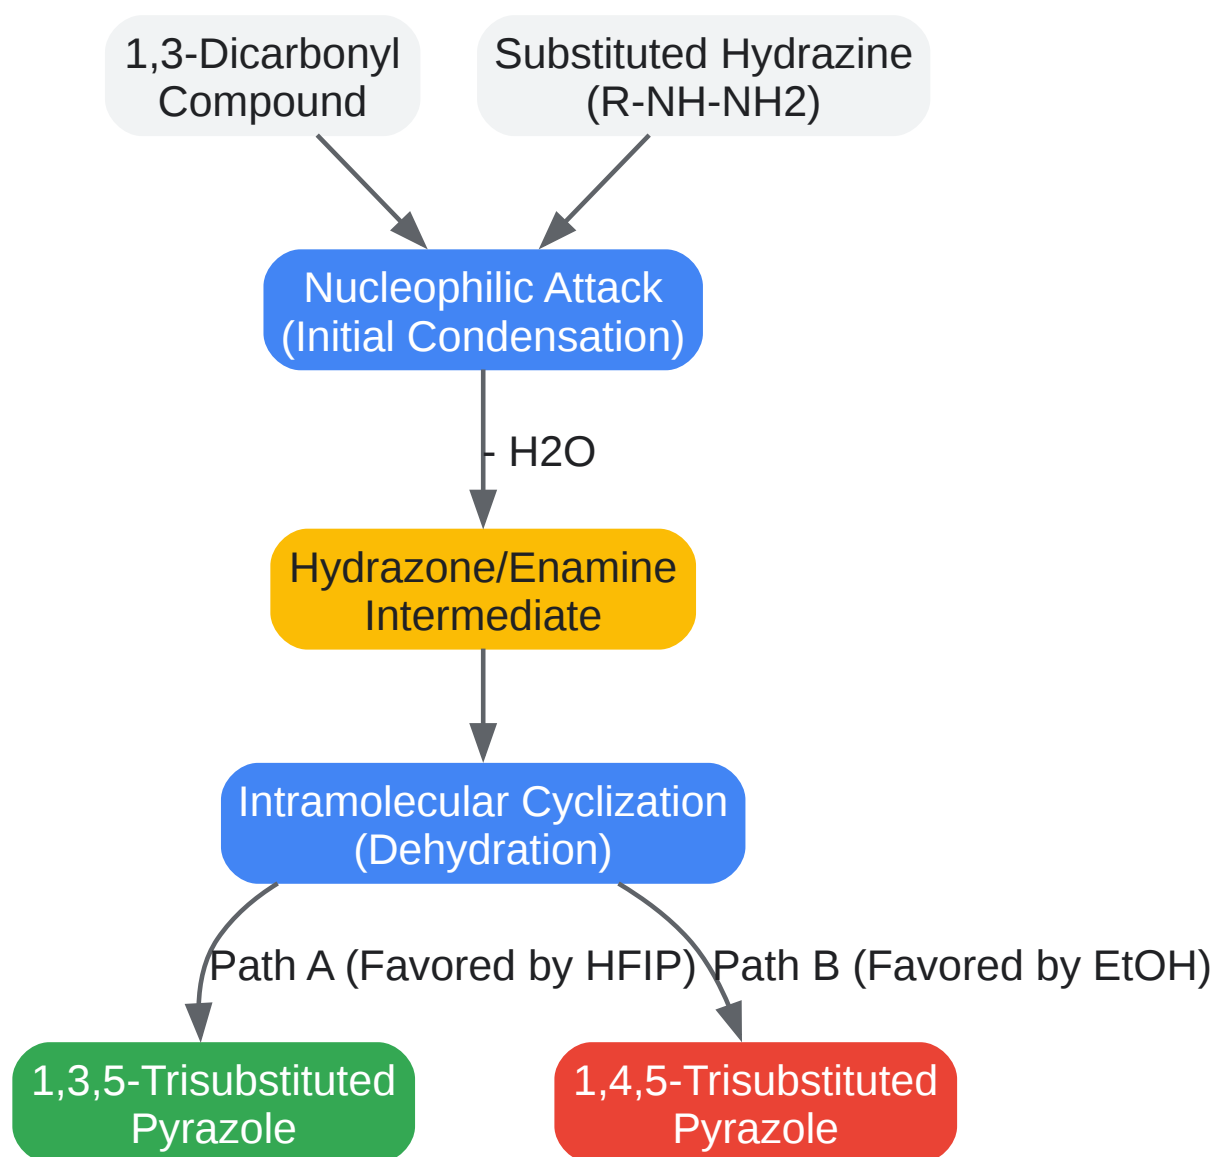 1,3-Dicarbonyl
Compound
Substituted Hydrazine
(R-NH-NH2)
Nucleophilic Attack
(Initial Condensation)
- H2O
Hydrazone/Enamine
Intermediate
Intramolecular Cyclization
(Dehydration)
Path A (Favored by HFIP)
Path B (Favored by EtOH)
1,3,5-Trisubstituted
Pyrazole
1,4,5-Trisubstituted
Pyrazole